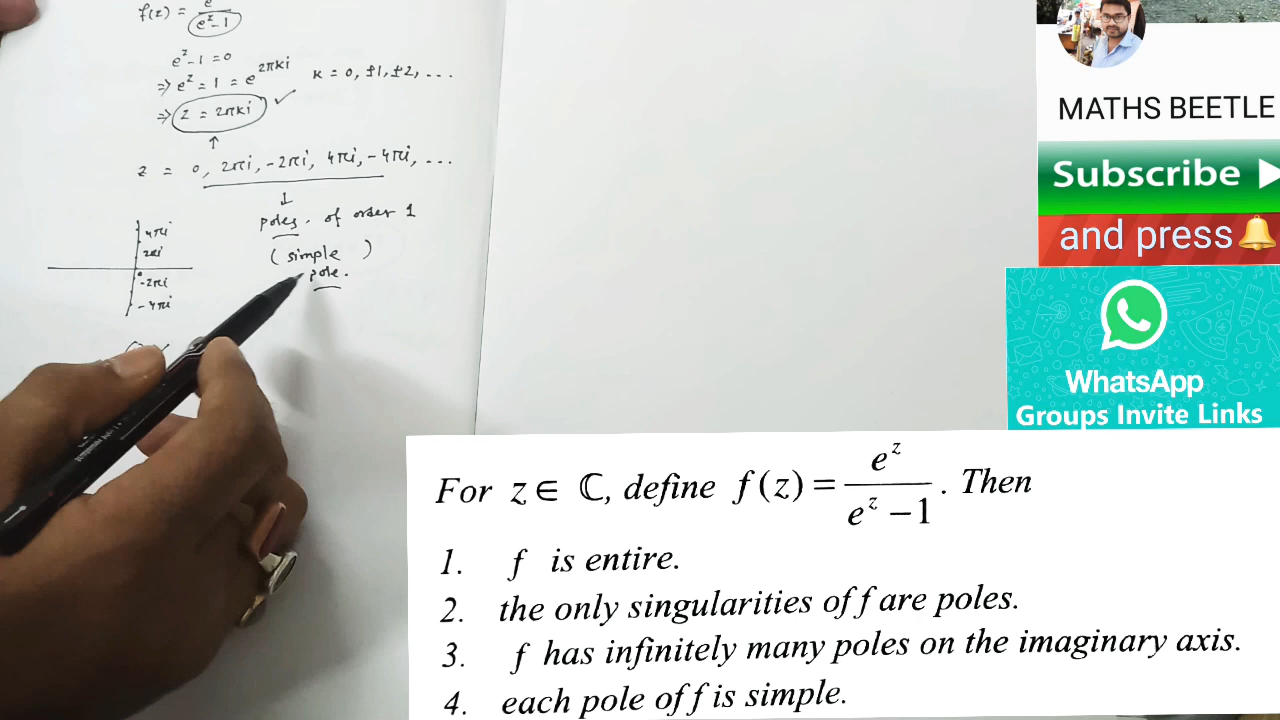 f(z) = e^z / (e^z - 1)
e^z - 1 = 0
⇒ e^z = 1 = e^{2πki} k = 0, ±1, ±2, ...
⇒ z = 2πki ✓
↑
z = 0, 2πi, -2πi, 4πi, -4πi, ...
↓
poles. of order 1
(simple pole.)
4πi
2πi
-2πi
-4πi
MATHS BEETLE
Subscribe
and press
WhatsApp
Groups Invite Links
For z ∈ ℂ, define f(z) = e^z / (e^z - 1). Then
1. f is entire.
2. the only singularities of f are poles.
3. f has infinitely many poles on the imaginary axis.
4. each pole of f is simple.